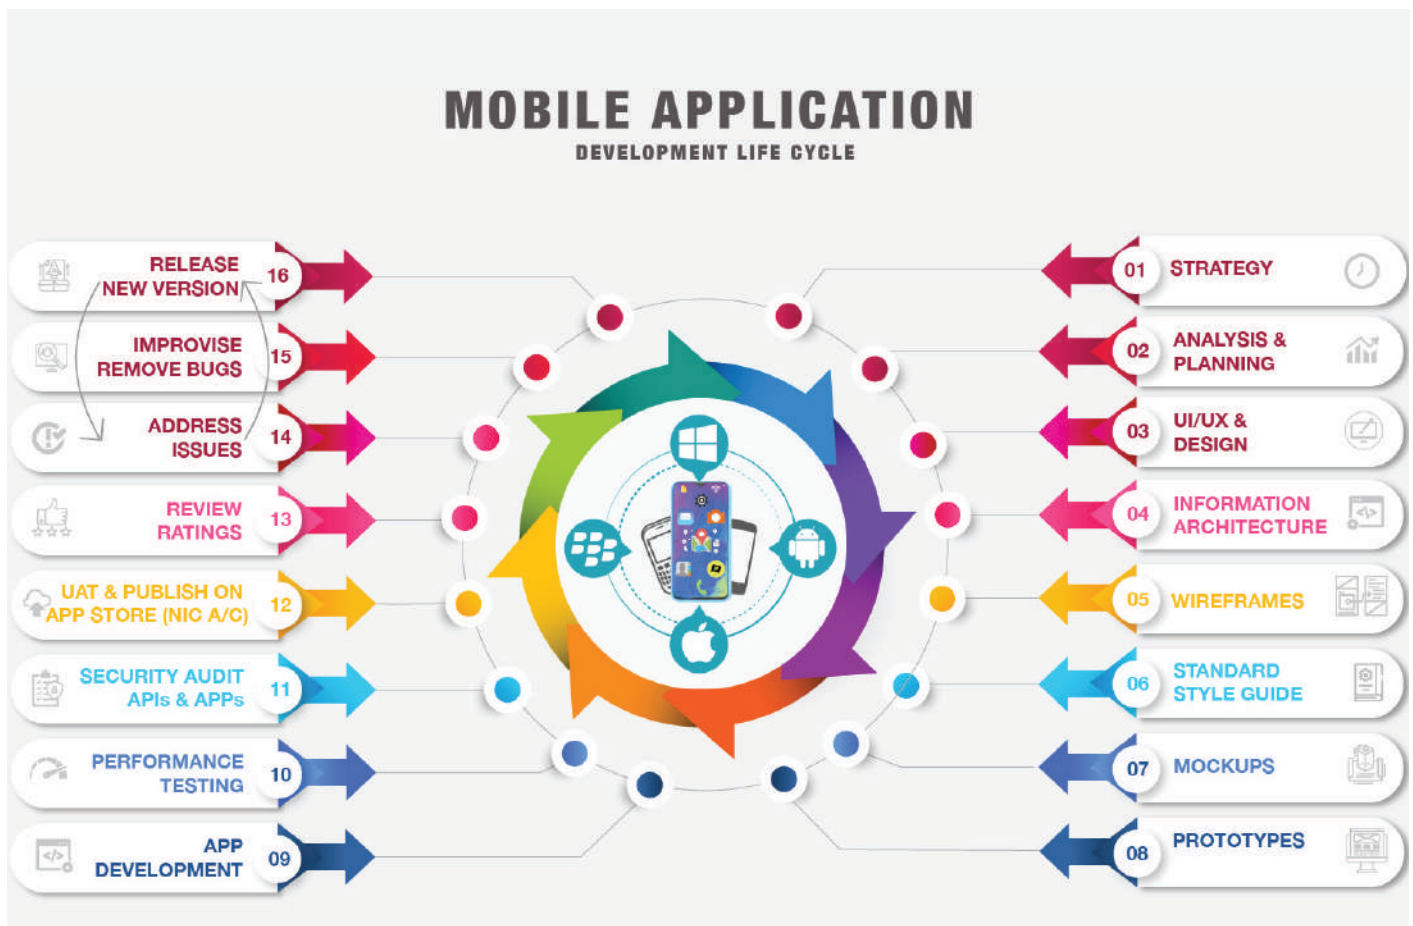 MOBILE APPLICATION
DEVELOPMENT LIFE CYCLE
01
STRATEGY
02
ANALYSIS &
PLANNING
03
UI/UX &
DESIGN
04
INFORMATION
ARCHITECTURE
05
WIREFRAMES
06
STANDARD
STYLE GUIDE
07
MOCKUPS
08
PROTOTYPES
09
APP
DEVELOPMENT
10
PERFORMANCE
TESTING
11
SECURITY AUDIT
APIs & APPs
12
UAT & PUBLISH ON
APP STORE (NIC A/C)
13
REVIEW
RATINGS
14
ADDRESS
ISSUES
15
IMPROVISE
REMOVE BUGS
16
RELEASE
NEW VERSION